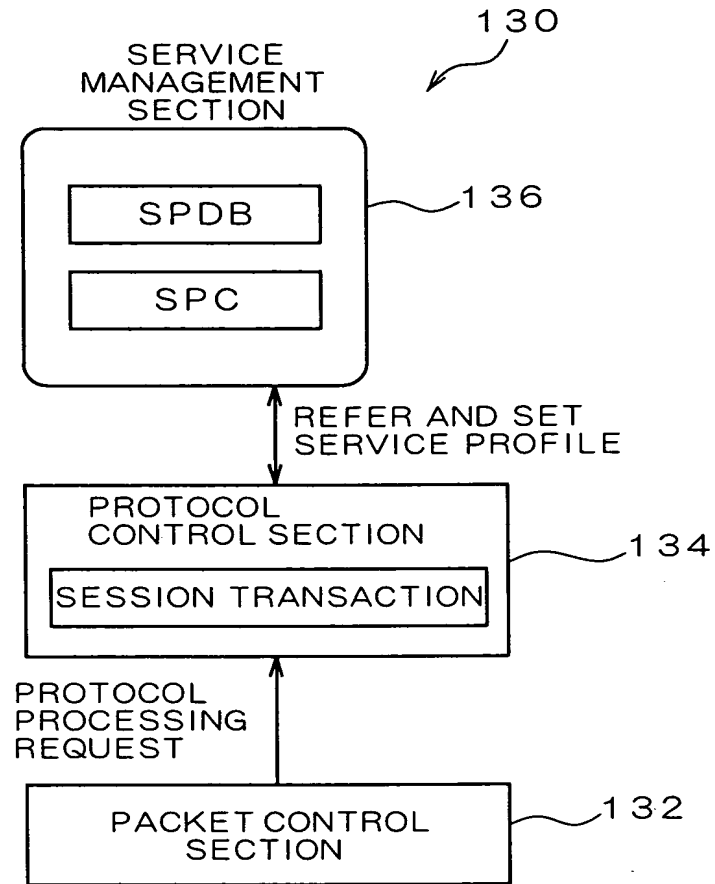 130
SERVICE
MANAGEMENT
SECTION
136
SPDB
SPC
REFER AND SET
SERVICE PROFILE
PROTOCOL
CONTROL SECTION
134
SESSION TRANSACTION
PROTOCOL
PROCESSING
REQUEST
132
PACKET CONTROL
SECTION